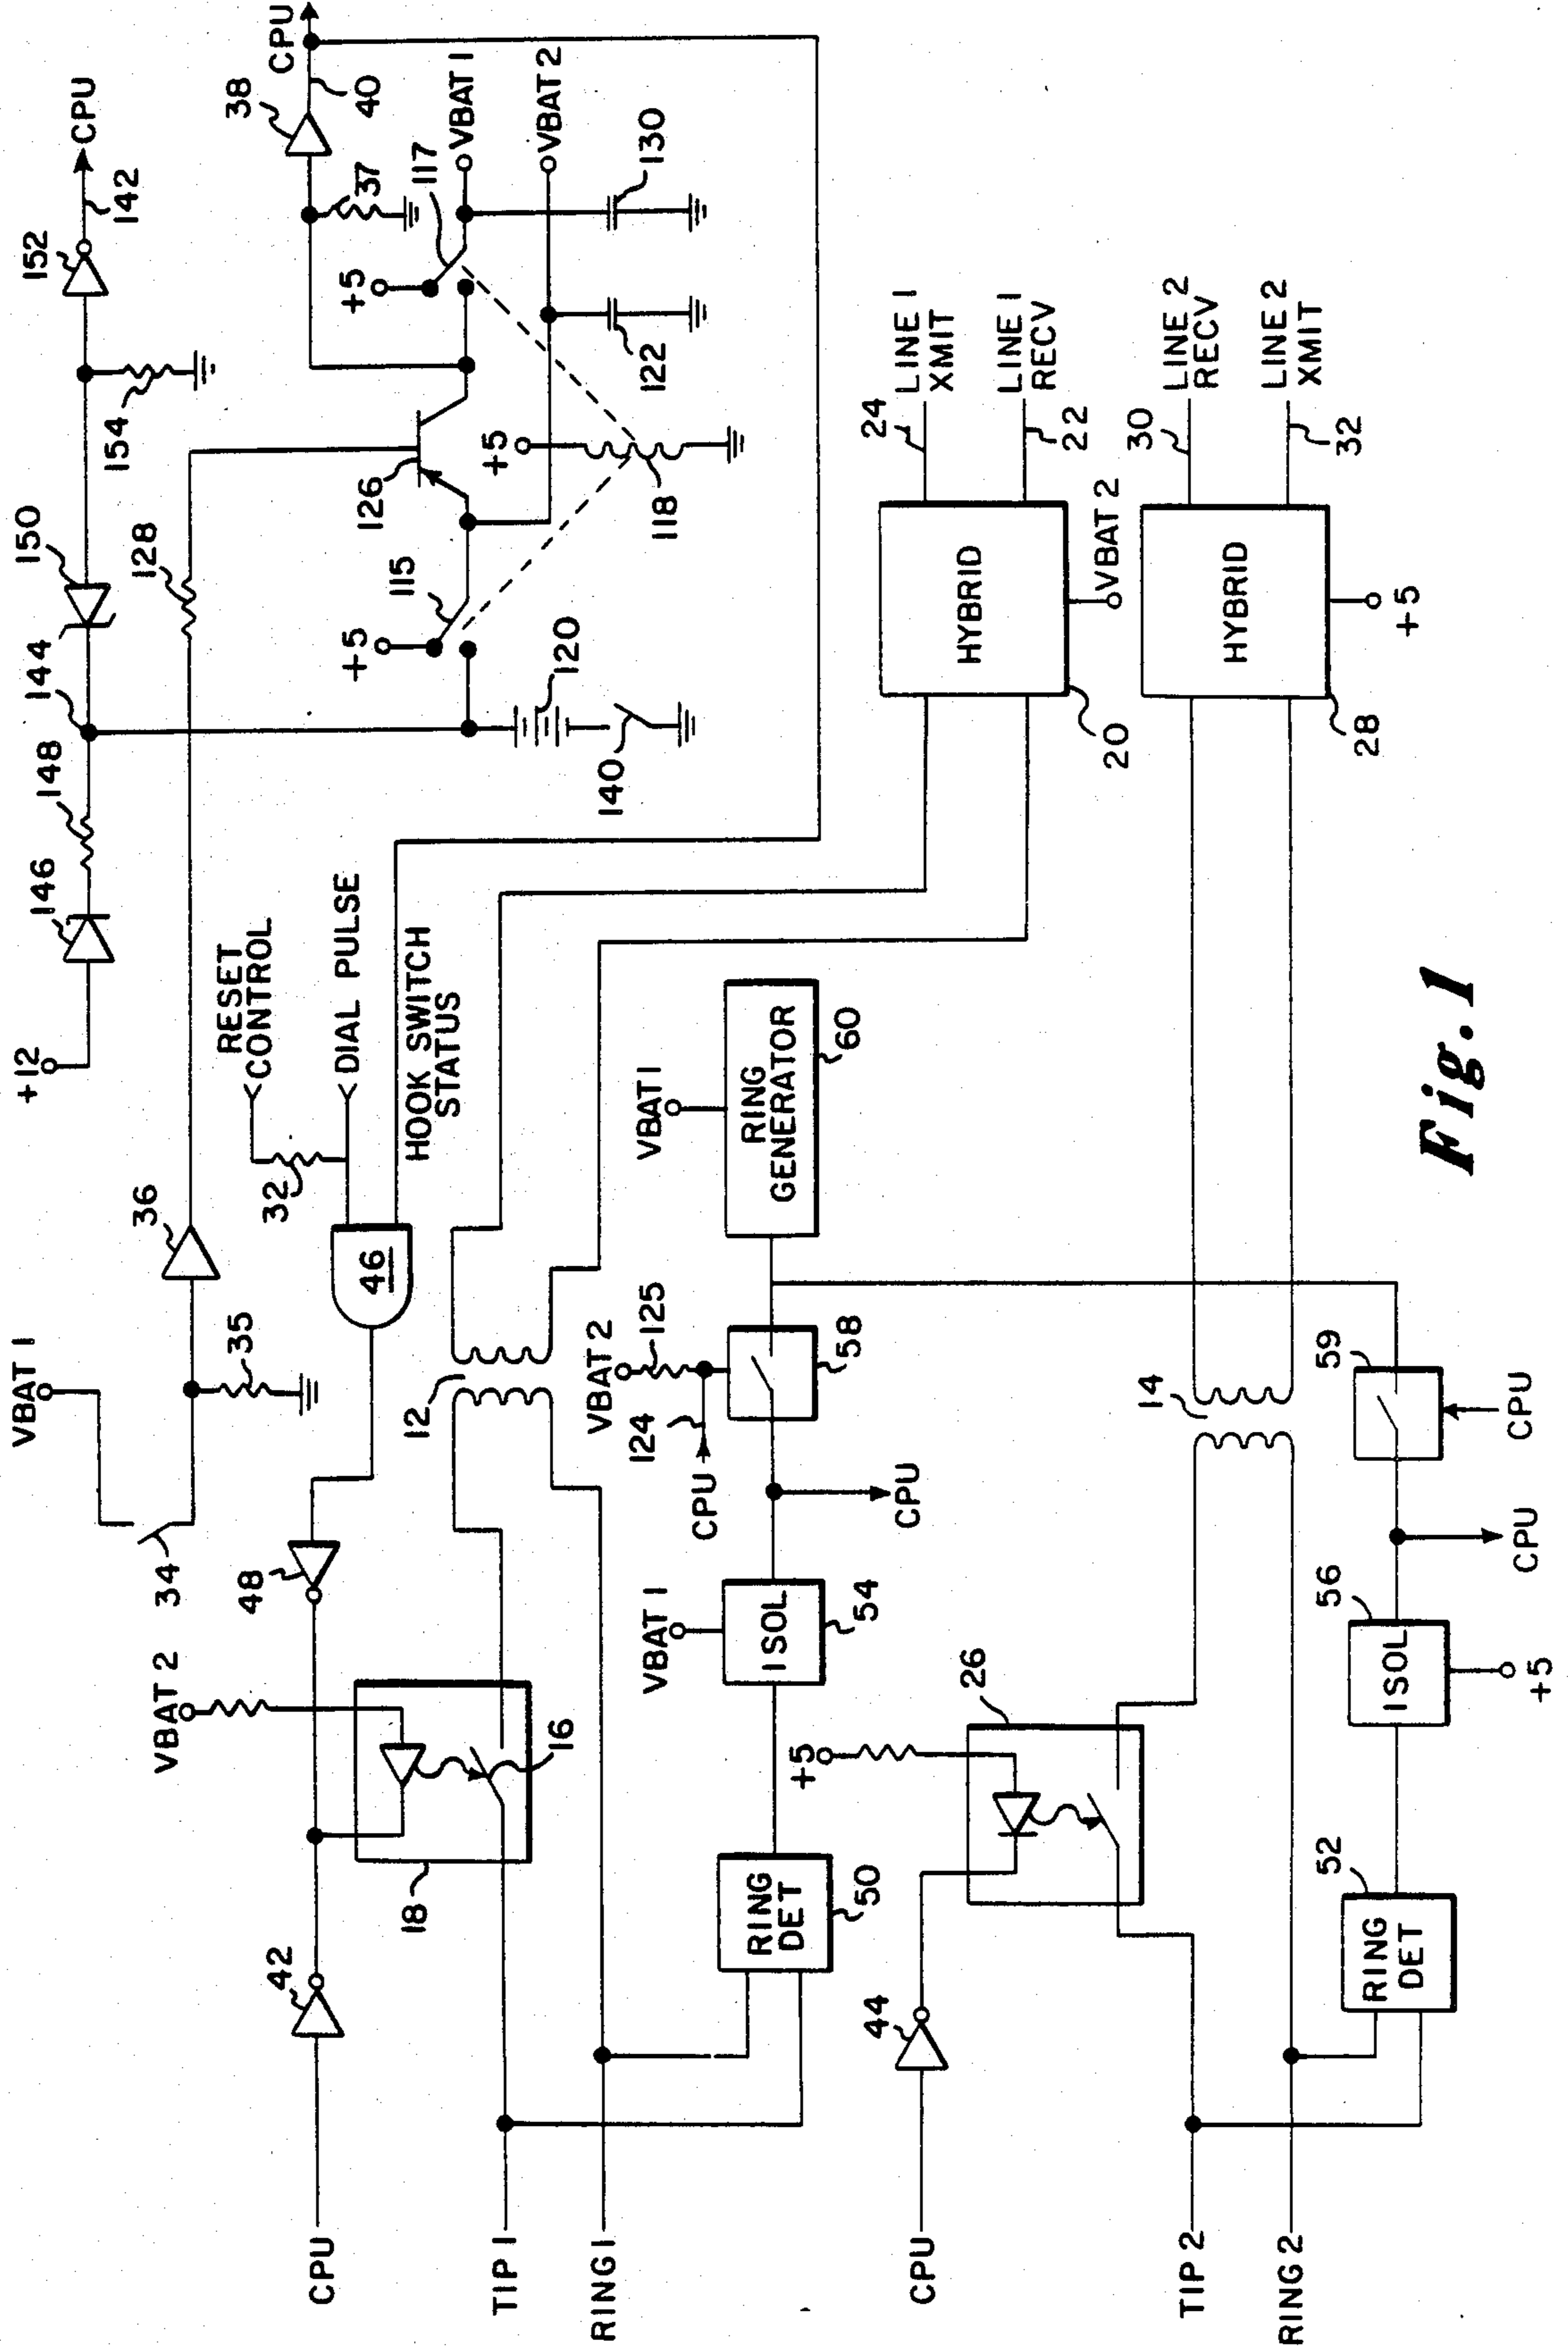 +12
146
148
144
150
154
152
142
CPU
128
VBAT 1
34
35
36
RESET
CONTROL
32
DIAL PULSE
46
HOOK SWITCH
STATUS
+5
115
120
140
126
118
+5
+5
117
37
38
40
CPU
VBAT 1
VBAT 2
122
130
CPU
42
48
VBAT 2
18
16
12
TIP 1
RING 1
RING
DET
50
VBAT 1
ISOL
54
CPU
VBAT 2
124
125
CPU
58
VBAT 1
RING
GENERATOR
60
HYBRID
20
VBAT 2
24
LINE 1
XMIT
22
LINE 1
RECV
CPU
44
+5
26
14
TIP 2
RING 2
RING
DET
52
ISOL
56
+5
CPU
59
CPU
HYBRID
28
+5
30
LINE 2
RECV
32
LINE 2
XMIT
Fig. 1